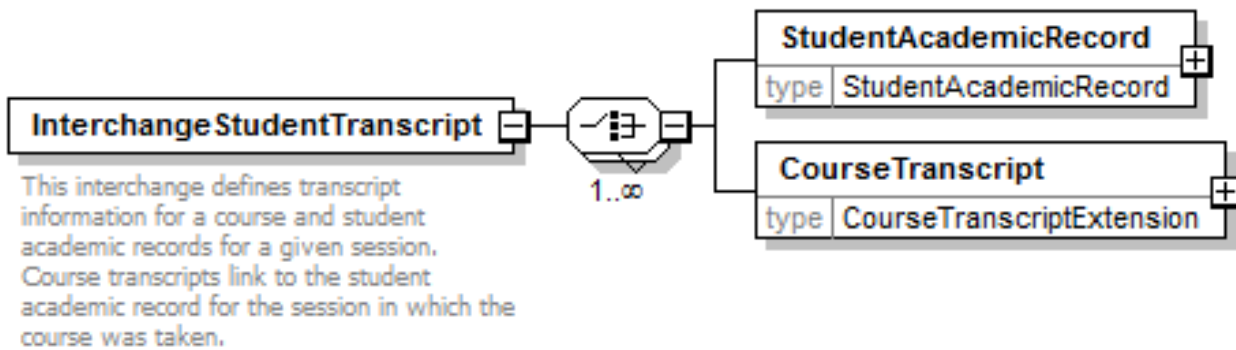 InterchangeStudentTranscript
This interchange defines transcript
information for a course and student
academic records for a given session.
Course transcripts link to the student
academic record for the session in which the
course was taken.
1..∞
StudentAcademicRecord
type StudentAcademicRecord
CourseTranscript
type CourseTranscriptExtension